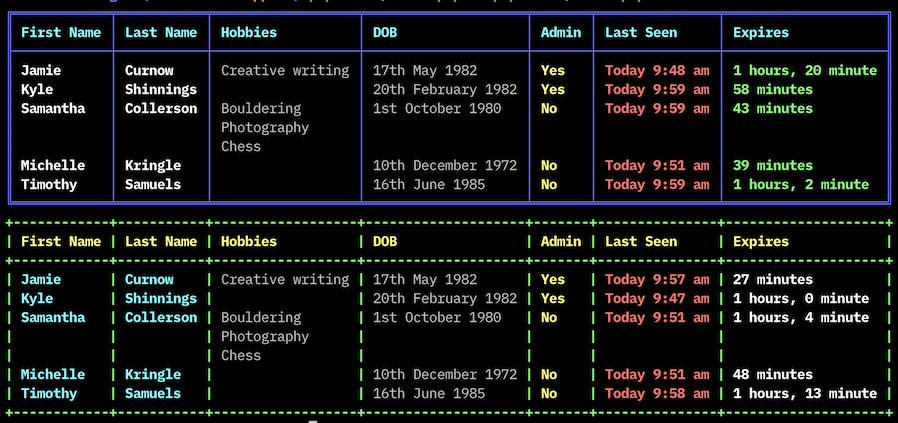 First Name Last Name Hobbies DOB Admin Last Seen Expires
Jamie Curnow Creative writing 17th May 1982 Yes Today 9:48 am 1 hours, 20 minute
Kyle Shinnings 20th February 1982 Yes Today 9:59 am 58 minutes
Samantha Collerson Bouldering 1st October 1980 No Today 9:59 am 43 minutes
Photography
Chess
Michelle Kringle 10th December 1972 No Today 9:51 am 39 minutes
Timothy Samuels 16th June 1985 No Today 9:59 am 1 hours, 2 minute
First Name Last Name Hobbies DOB Admin Last Seen Expires
Jamie Curnow Creative writing 17th May 1982 Yes Today 9:57 am 27 minutes
Kyle Shinnings 20th February 1982 Yes Today 9:47 am 1 hours, 0 minute
Samantha Collerson Bouldering 1st October 1980 No Today 9:51 am 1 hours, 4 minute
Photography
Chess
Michelle Kringle 10th December 1972 No Today 9:51 am 48 minutes
Timothy Samuels 16th June 1985 No Today 9:58 am 1 hours, 13 minute